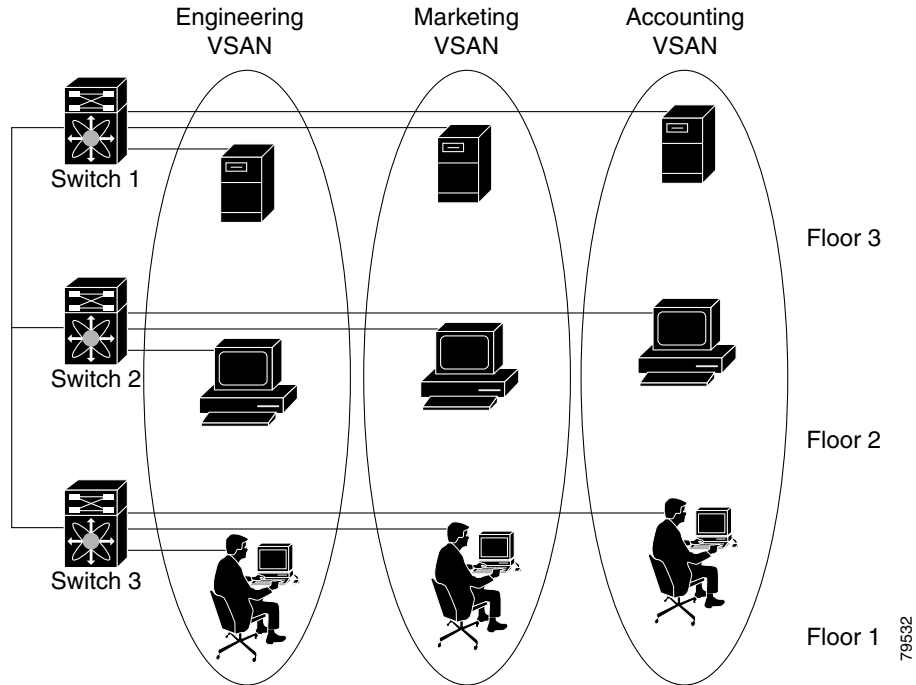 Engineering
VSAN
Marketing
VSAN
Accounting
VSAN
Switch 1
Floor 3
Switch 2
Floor 2
Switch 3
Floor 1
79532